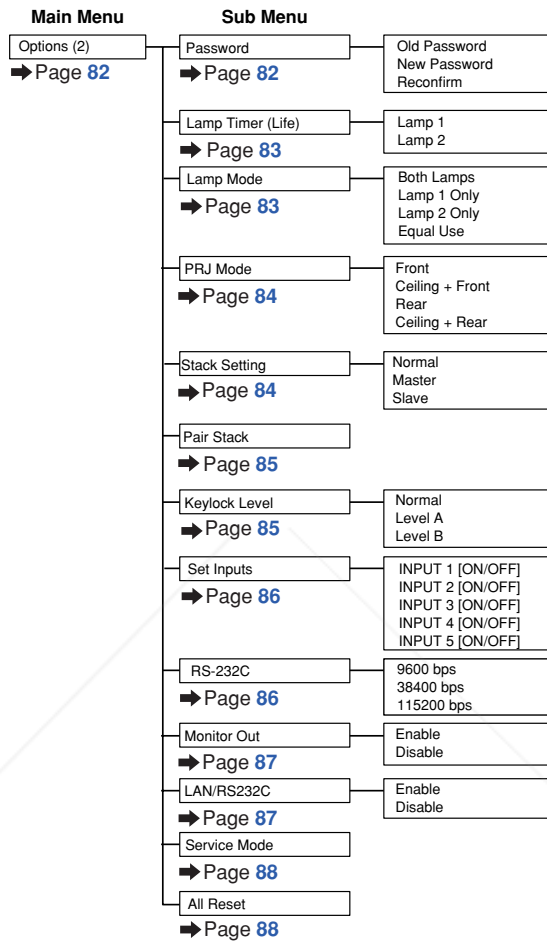 Main Menu Sub Menu
Options (2) Password Old Password
➡Page 82 ➡Page 82 New Password
Reconfirm
Lamp Timer (Life) Lamp 1
➡ Page 83 Lamp 2
Lamp Mode Both Lamps
➡Page 83 Lamp 1 Only
Lamp 2 Only
Equal Use
PRJ Mode Front
➡Page 84 Ceiling + Front
Rear
Ceiling + Rear
Stack Setting Normal
➡Page 84 Master
Slave
Pair Stack
➡Page 85
Keylock Level Normal
➡Page 85 Level A
Level B
Set Inputs INPUT 1 [ON/OFF]
➡Page 86 INPUT 2 [ON/OFF]
INPUT 3 [ON/OFF]
INPUT 4 [ON/OFF]
INPUT 5 [ON/OFF]
RS-232C 9600 bps
➡Page 86 38400 bps
115200 bps
Monitor Out Enable
➡Page 87 Disable
LAN/RS232C Enable
➡Page 87 Disable
Service Mode
➡Page 88
All Reset
➡Page 88